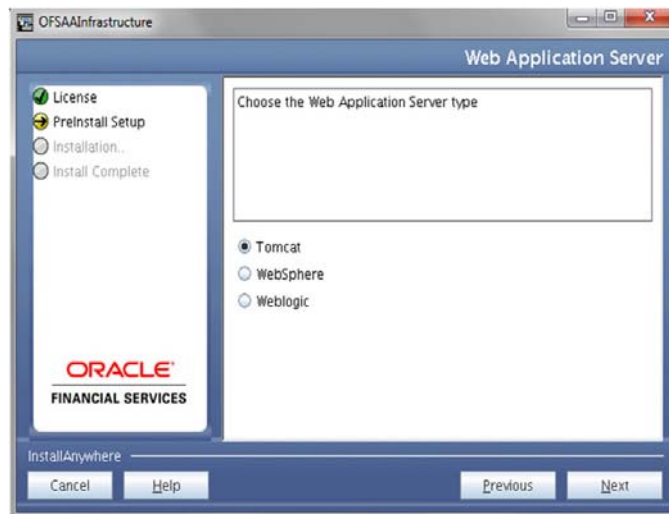 OFSAAInfrastructure
Web Application Server
License
PreInstall Setup
Installation..
Install Complete
ORACLE®
FINANCIAL SERVICES
Choose the Web Application Server type
Tomcat
WebSphere
Weblogic
InstallAnywhere
Cancel
Help
Previous
Next